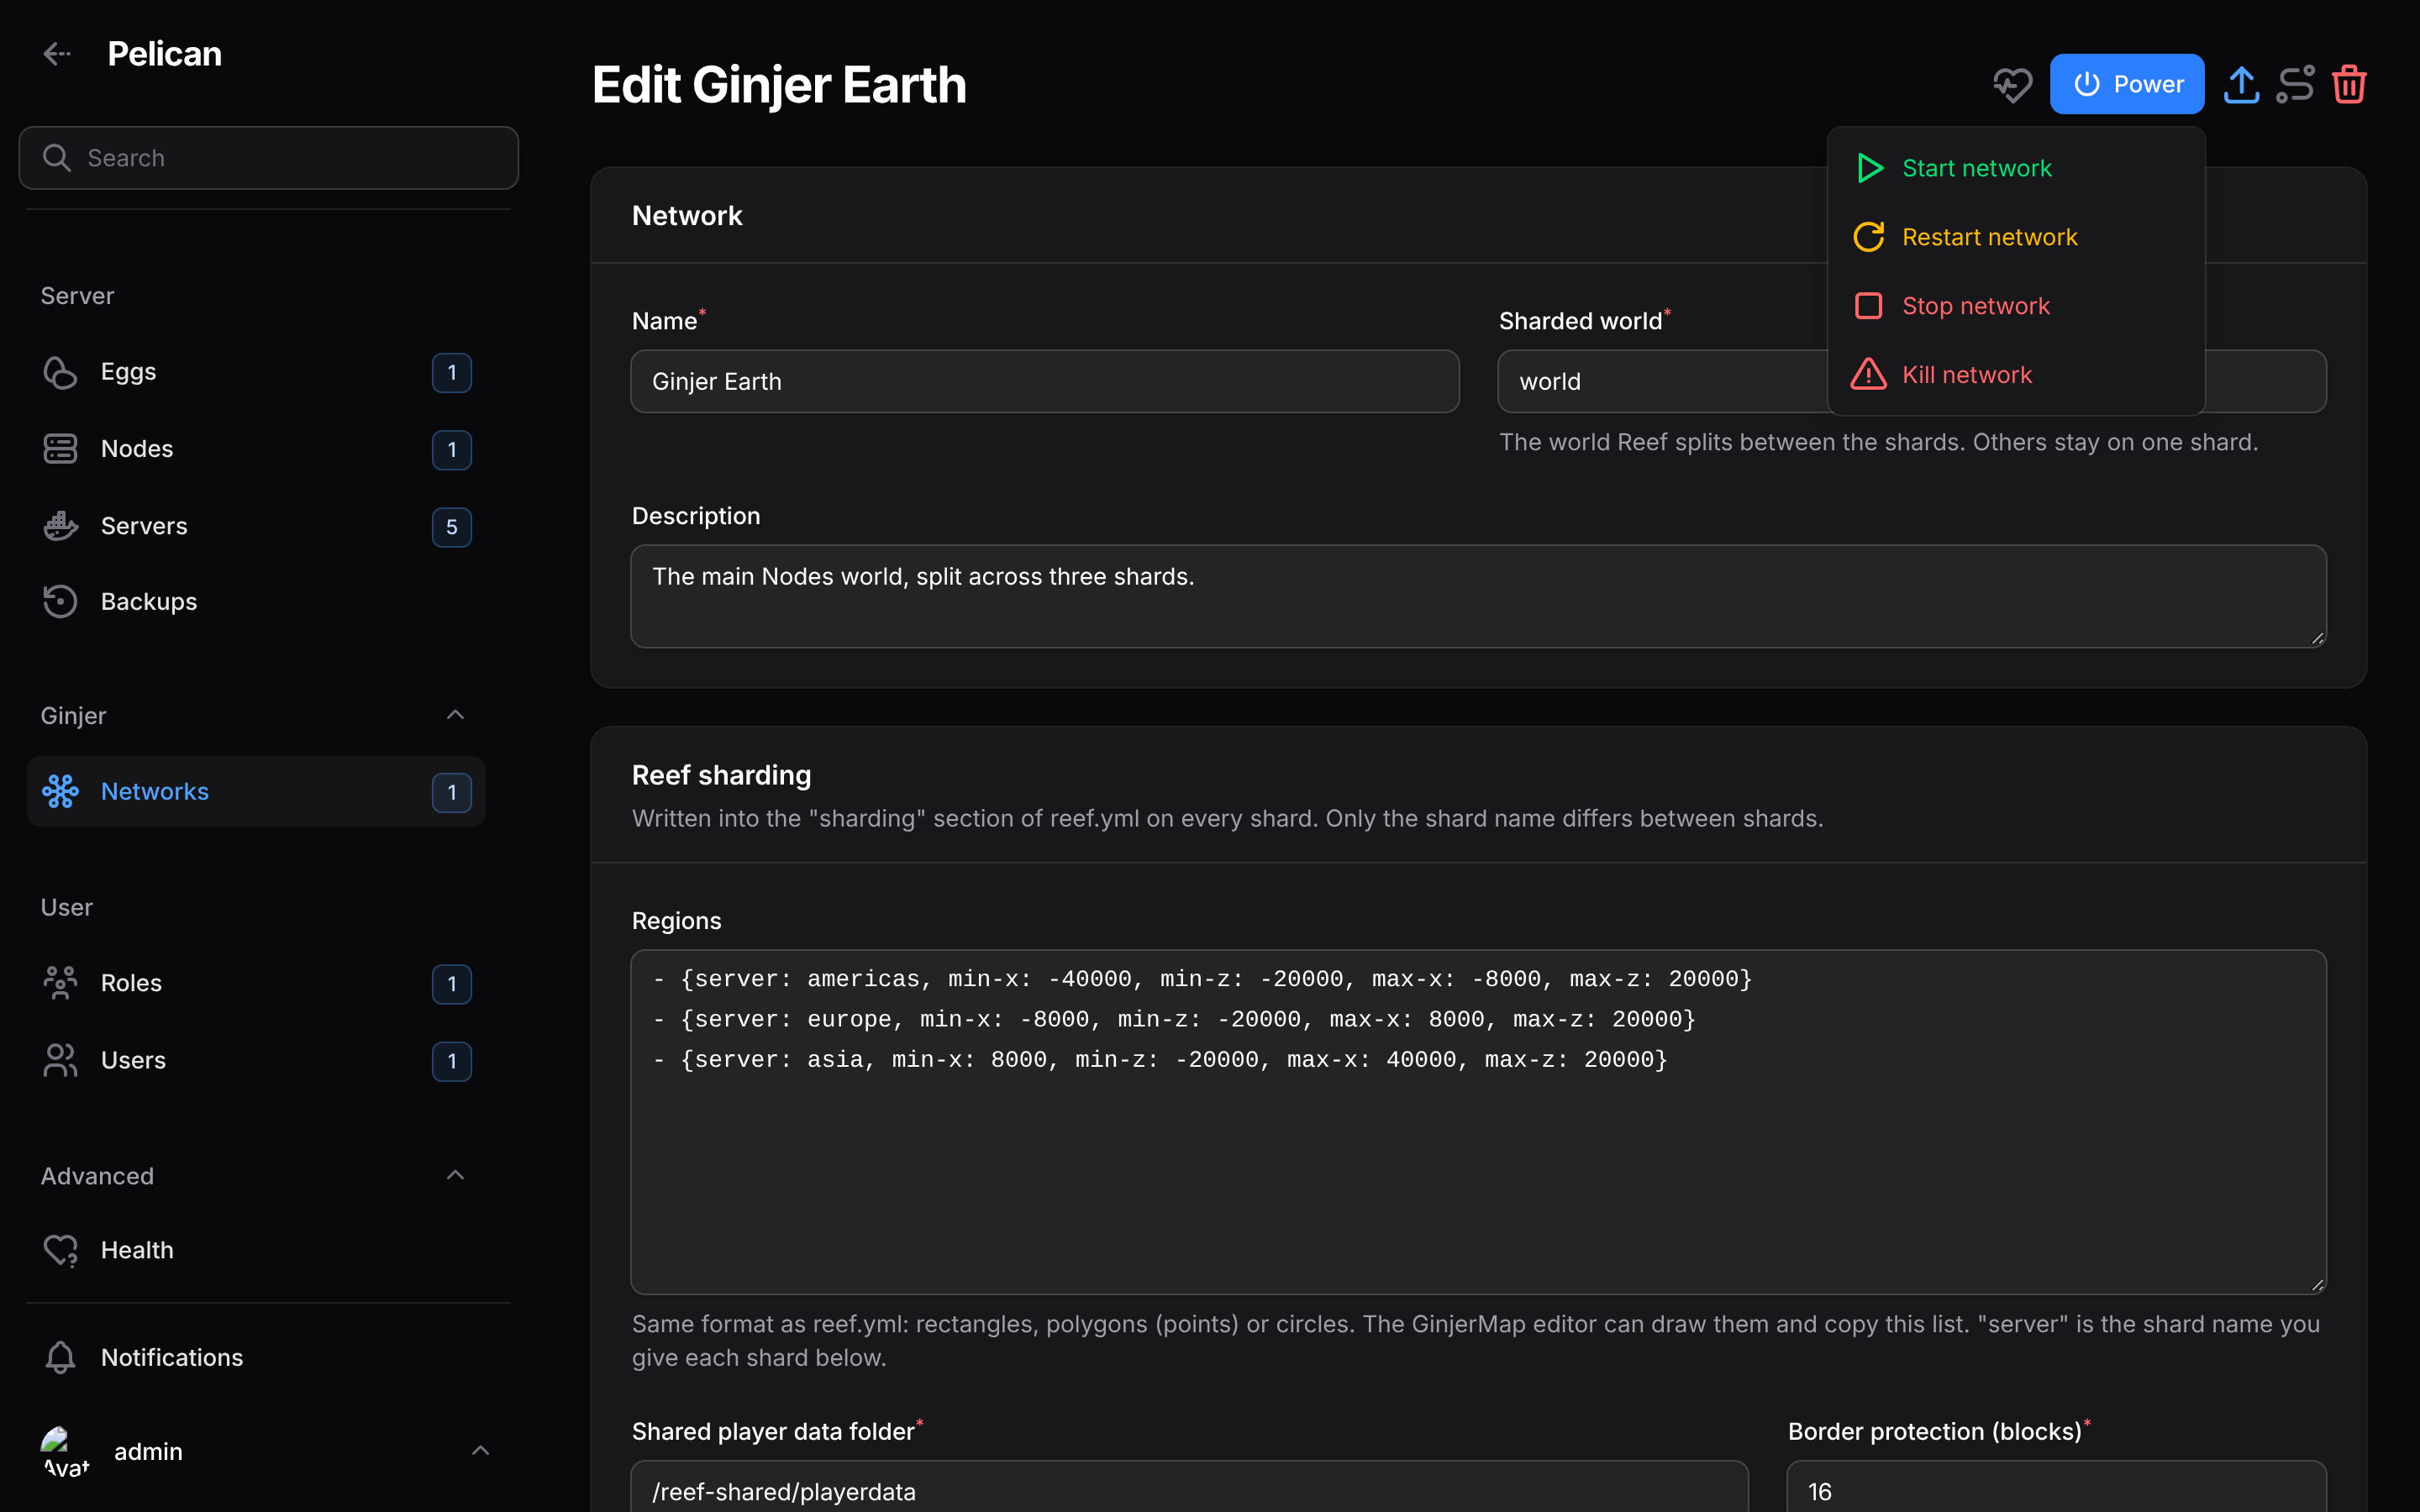 Pelican
Search
Server
Eggs 1
Nodes 1
Servers 5
Backups
Ginjer
Networks 1
User
Roles 1
Users 1
Advanced
Health
Notifications
Avat
admin
Edit Ginjer Earth
Power
Start network
Restart network
Stop network
Kill network
Network
Name*
Ginjer Earth
Sharded world*
world
The world Reef splits between the shards. Others stay on one shard.
Description
The main Nodes world, split across three shards.
Reef sharding
Written into the "sharding" section of reef.yml on every shard. Only the shard name differs between shards.
Regions
- {server: americas, min-x: -40000, min-z: -20000, max-x: -8000, max-z: 20000}
- {server: europe, min-x: -8000, min-z: -20000, max-x: 8000, max-z: 20000}
- {server: asia, min-x: 8000, min-z: -20000, max-x: 40000, max-z: 20000}
Same format as reef.yml: rectangles, polygons (points) or circles. The GinjerMap editor can draw them and copy this list. "server" is the shard name you
give each shard below.
Shared player data folder*
/reef-shared/playerdata
Border protection (blocks)*
16